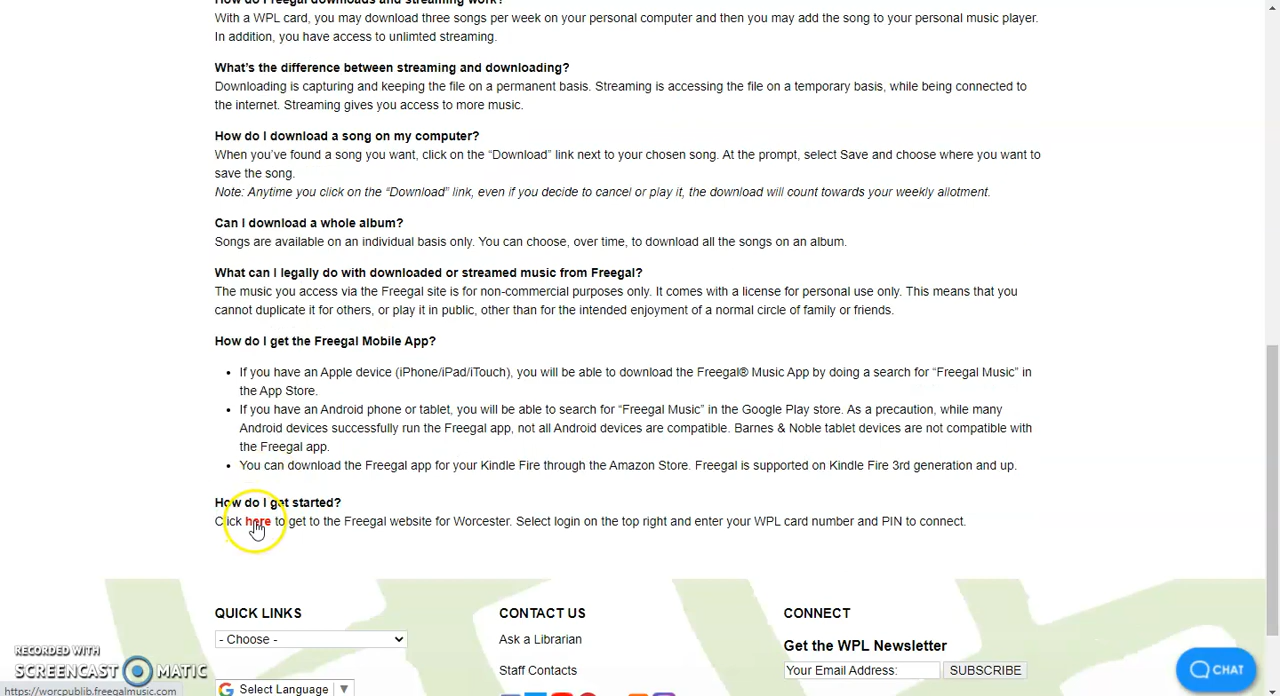 How do Freegal downloads and streaming work?
With a WPL card, you may download three songs per week on your personal computer and then you may add the song to your personal music player.
In addition, you have access to unlimted streaming.
What's the difference between streaming and downloading?
Downloading is capturing and keeping the file on a permanent basis. Streaming is accessing the file on a temporary basis, while being connected to
the internet. Streaming gives you access to more music.
How do I download a song on my computer?
When you've found a song you want, click on the “Download” link next to your chosen song. At the prompt, select Save and choose where you want to
save the song.
Note: Anytime you click on the “Download” link, even if you decide to cancel or play it, the download will count towards your weekly allotment.
Can I download a whole album?
Songs are available on an individual basis only. You can choose, over time, to download all the songs on an album.
What can I legally do with downloaded or streamed music from Freegal?
The music you access via the Freegal site is for non-commercial purposes only. It comes with a license for personal use only. This means that you
cannot duplicate it for others, or play it in public, other than for the intended enjoyment of a normal circle of family or friends.
How do I get the Freegal Mobile App?
• If you have an Apple device (iPhone/iPad/iTouch), you will be able to download the Freegal® Music App by doing a search for “Freegal Music” in
the App Store.
• If you have an Android phone or tablet, you will be able to search for “Freegal Music” in the Google Play store. As a precaution, while many
Android devices successfully run the Freegal app, not all Android devices are compatible. Barnes & Noble tablet devices are not compatible with
the Freegal app.
• You can download the Freegal app for your Kindle Fire through the Amazon Store. Freegal is supported on Kindle Fire 3rd generation and up.
How do I get started?
Click here to get to the Freegal website for Worcester. Select login on the top right and enter your WPL card number and PIN to connect.
QUICK LINKS
- Choose -
Select Language ▼
CONTACT US
Ask a Librarian
Staff Contacts
CONNECT
Get the WPL Newsletter
Your Email Address:
SUBSCRIBE
CHAT
RECORDED WITH
SCREENCAST MATIC
https://worcpublib.freegalmusic.com